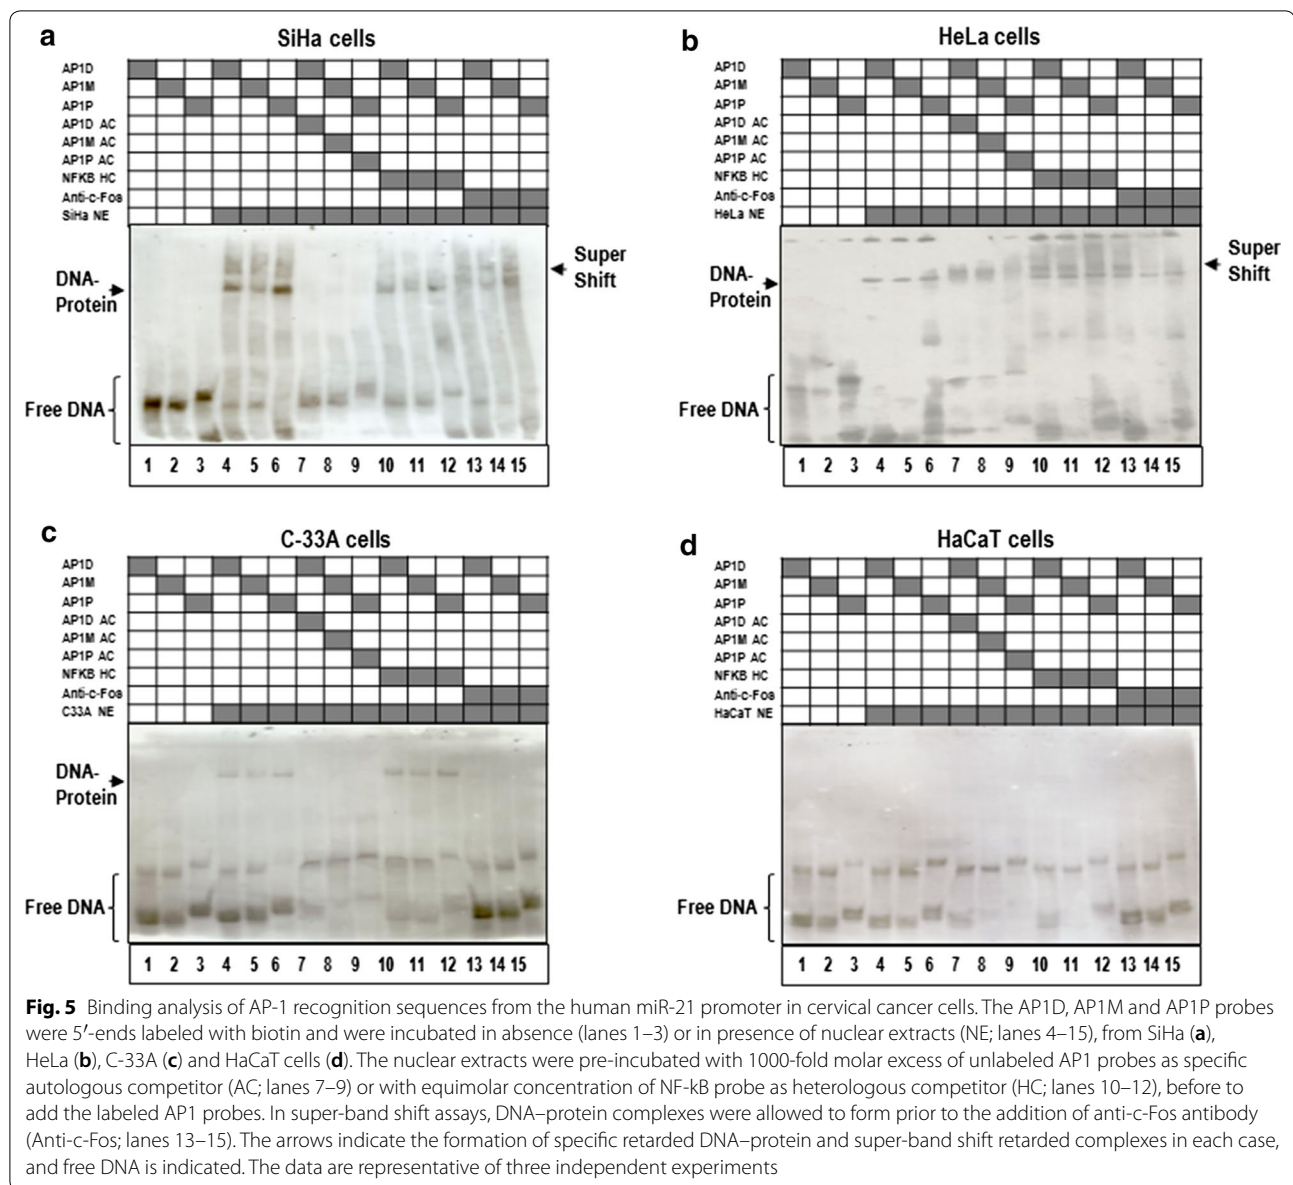 a
SiHa cells
AP1D
AP1M
AP1P
AP1D AC
AP1M AC
AP1P AC
NFKB HC
Anti-c-Fos
SiHa NE
DNA-
Protein
Super
Shift
Free DNA
1 2 3 4 5 6 7 8 9 10 11 12 13 14 15
b
HeLa cells
AP1D
AP1M
AP1P
AP1D AC
AP1M AC
AP1P AC
NFKB HC
Anti-c-Fos
HeLa NE
DNA-
Protein
Super
Shift
Free DNA
1 2 3 4 5 6 7 8 9 10 11 12 13 14 15
c
C-33A cells
AP1D
AP1M
AP1P
AP1D AC
AP1M AC
AP1P AC
NFKB HC
Anti-c-Fos
C33A NE
DNA-
Protein
Free DNA
1 2 3 4 5 6 7 8 9 10 11 12 13 14 15
d
HaCaT cells
AP1D
AP1M
AP1P
AP1D AC
AP1M AC
AP1P AC
NFKB HC
Anti-c-Fos
HaCaT NE
Free DNA
1 2 3 4 5 6 7 8 9 10 11 12 13 14 15
Fig. 5 Binding analysis of AP-1 recognition sequences from the human miR-21 promoter in cervical cancer cells. The AP1D, AP1M and AP1P probes
were 5′-ends labeled with biotin and were incubated in absence (lanes 1–3) or in presence of nuclear extracts (NE; lanes 4–15), from SiHa (a),
HeLa (b), C-33A (c) and HaCaT cells (d). The nuclear extracts were pre-incubated with 1000-fold molar excess of unlabeled AP1 probes as specific
autologous competitor (AC; lanes 7–9) or with equimolar concentration of NF-kB probe as heterologous competitor (HC; lanes 10–12), before to
add the labeled AP1 probes. In super-band shift assays, DNA–protein complexes were allowed to form prior to the addition of anti-c-Fos antibody
(Anti-c-Fos; lanes 13–15). The arrows indicate the formation of specific retarded DNA–protein and super-band shift retarded complexes in each case,
and free DNA is indicated. The data are representative of three independent experiments